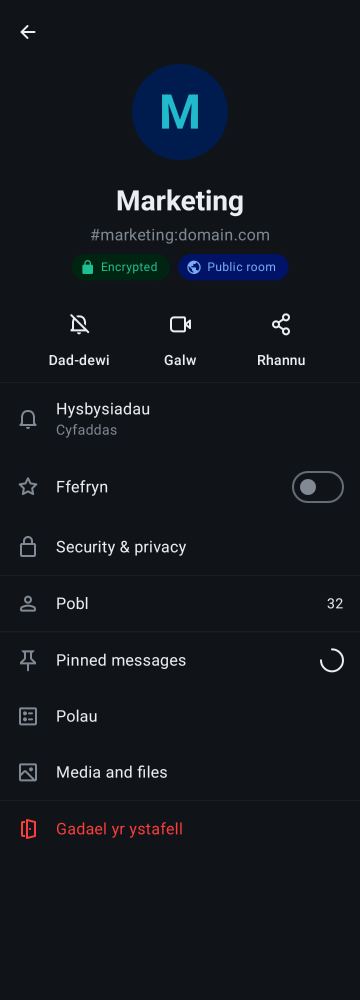 M
Marketing
#marketing:domain.com
Encrypted
Public room
Dad-dewi
Galw
Rhannu
Hysbysiadau
Cyfaddas
Ffefryn
Security & privacy
Pobl
32
Pinned messages
Polau
Media and files
Gadael yr ystafell